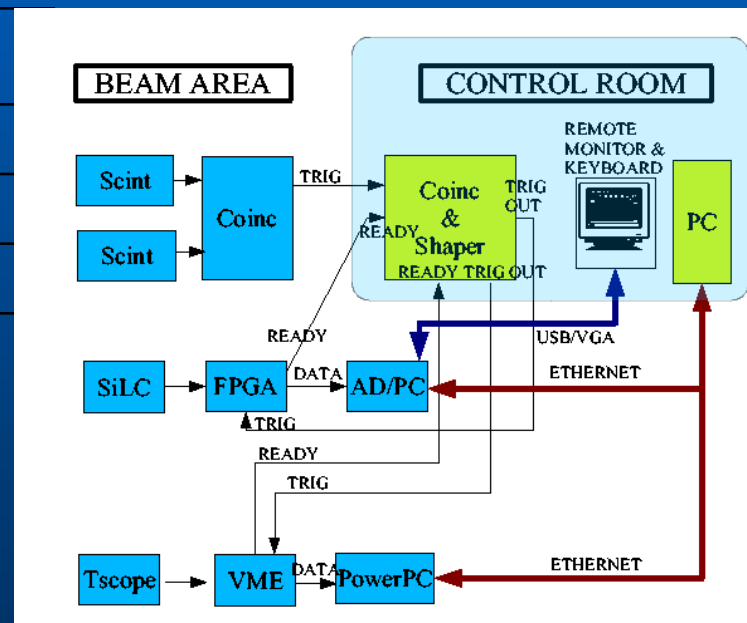 BEAM AREA
CONTROL ROOM
REMOTE
MONITOR &
KEYBOARD
Scint
Coinc
TRIG
Coinc
&
Shaper
TRIG
OUT
PC
READY
Scint
READY TRIG OUT
READY
USB/VGA
SiLC
FPGA
DATA
AD/PC
ETHERNET
TRIG
READY
TRIG
Tscope
VME
DATA
PowerPC
ETHERNET